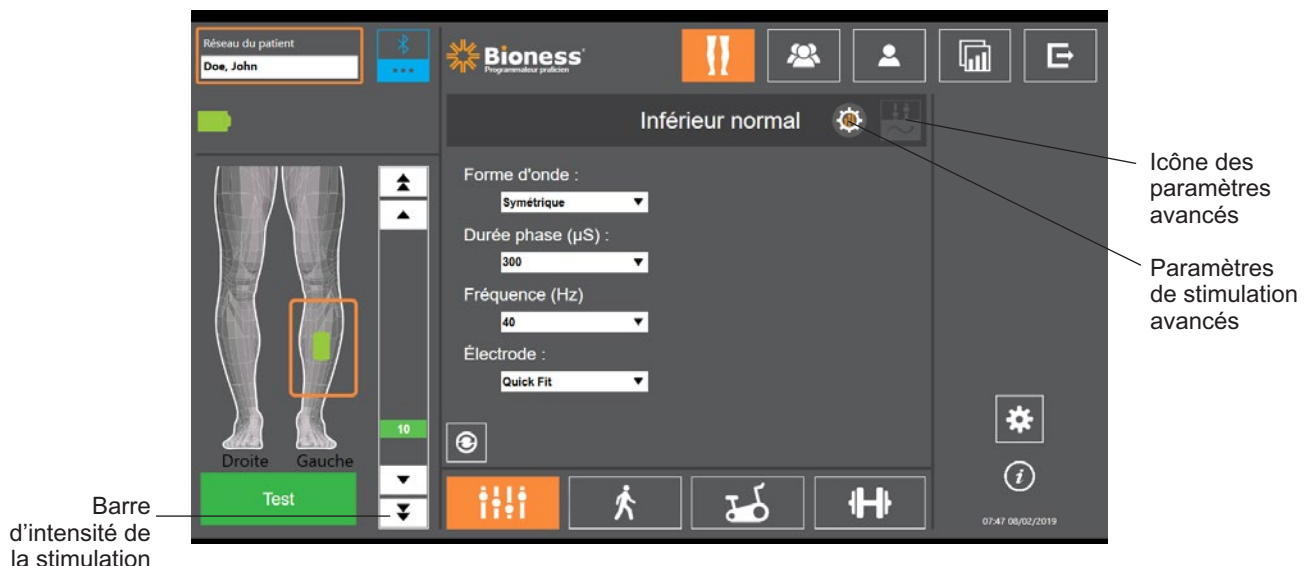 Réseau du patient
Doe, John
Bioness
Programmateur praticien
Inférieur normal
Forme d'onde :
Symétrique
Durée phase (µS) :
300
Fréquence (Hz)
40
Électrode :
Quick Fit
10
Droite Gauche
Test
07:47 08/02/2019
Icône des
paramètres
avancés
Paramètres
de stimulation
avancés
Barre
d’intensité de
la stimulation